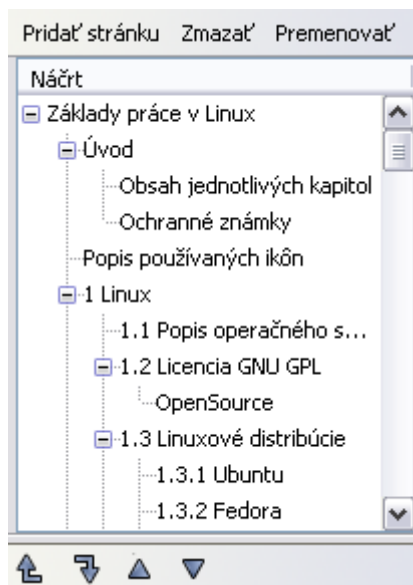 Pridať stránku Zmazať Premenovať
Náčrt
Základy práce v Linux
Úvod
Obsah jednotlivých kapitol
Ochranné známky
Popis používaných ikôn
1 Linux
1.1 Popis operačného s...
1.2 Licencia GNU GPL
OpenSource
1.3 Linuxové distribúcie
1.3.1 Ubuntu
1.3.2 Fedora